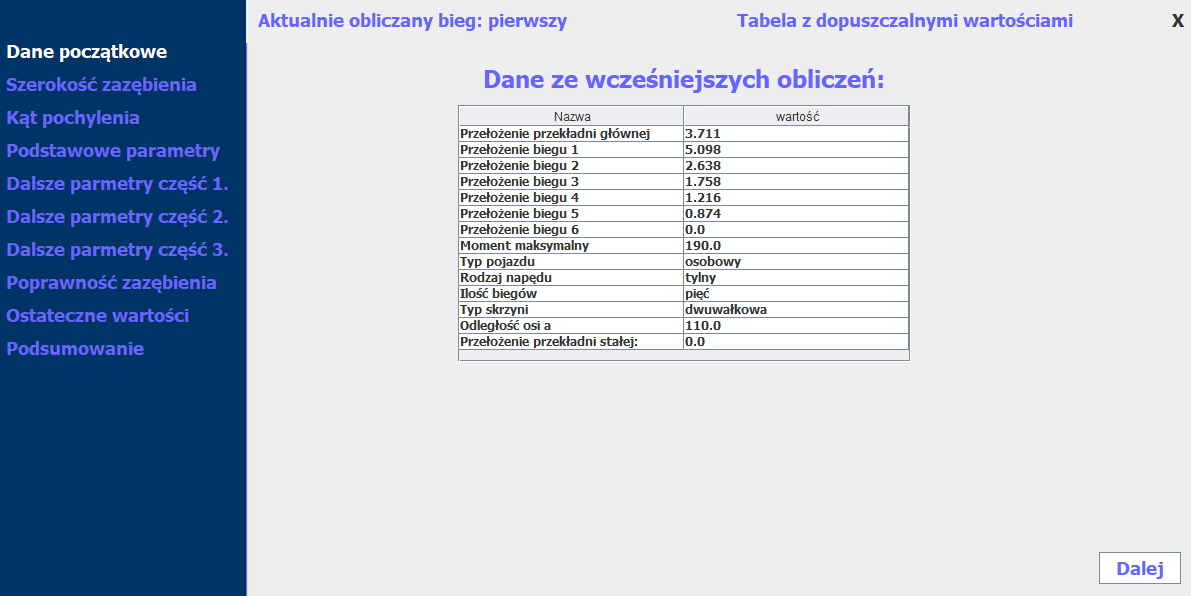 Aktualnie obliczany bieg: pierwszy Tabela z dopuszczalnymi wartościami X
Dane początkowe
Szerokość zazębienia
Kąt pochylenia
Podstawowe parametry
Dalsze parmetry część 1.
Dalsze parmetry część 2.
Dalsze parmetry część 3.
Poprawność zazębienia
Ostateczne wartości
Podsumowanie
Dane ze wcześniejszych obliczeń:
Nazwa wartość
Przełożenie przekładni głównej 3.711
Przełożenie biegu 1 5.098
Przełożenie biegu 2 2.638
Przełożenie biegu 3 1.758
Przełożenie biegu 4 1.216
Przełożenie biegu 5 0.874
Przełożenie biegu 6 0.0
Moment maksymalny 190.0
Typ pojazdu osobowy
Rodzaj napędu tylny
Ilość biegów pięć
Typ skrzyni dwuwałkowa
Odległość osi a 110.0
Przełożenie przekładni stałej: 0.0
Dalej